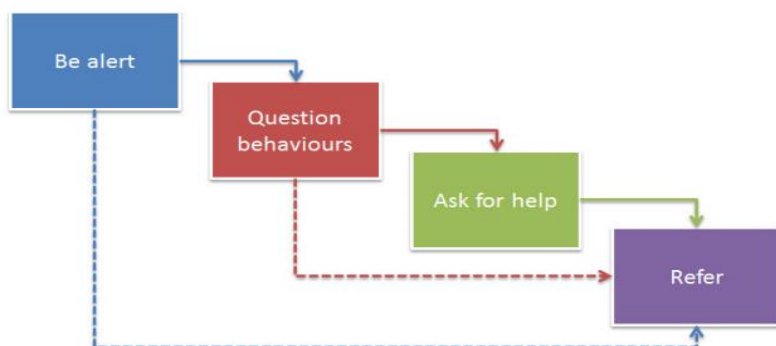 Be alert
Question
behaviours
Ask for help
Refer